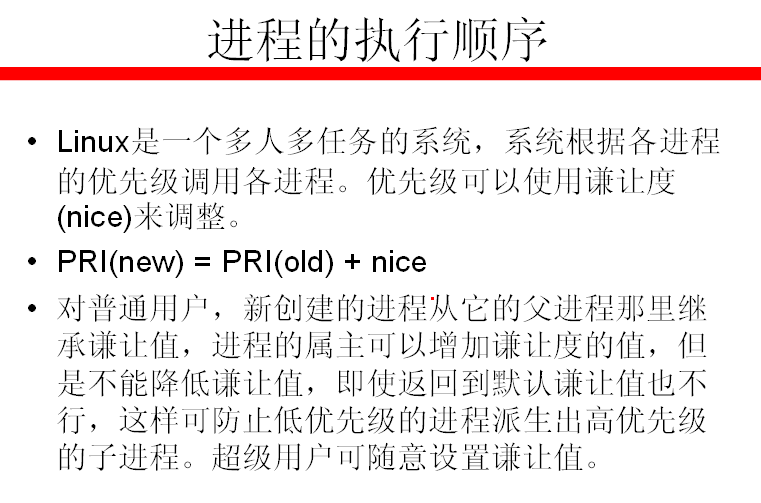 进程的执行顺序
• Linux是一个多人多任务的系统，系统根据各进程
的优先级调用各进程。优先级可以使用谦让度
(nice)来调整。
• PRI(new) = PRI(old) + nice
• 对普通用户，新创建的进程从它的父进程那里继
承谦让值，进程的属主可以增加谦让度的值，但
是不能降低谦让值，即使返回到默认谦让值也不
行，这样可防止低优先级的进程派生出高优先级
的子进程。超级用户可随意设置谦让值。